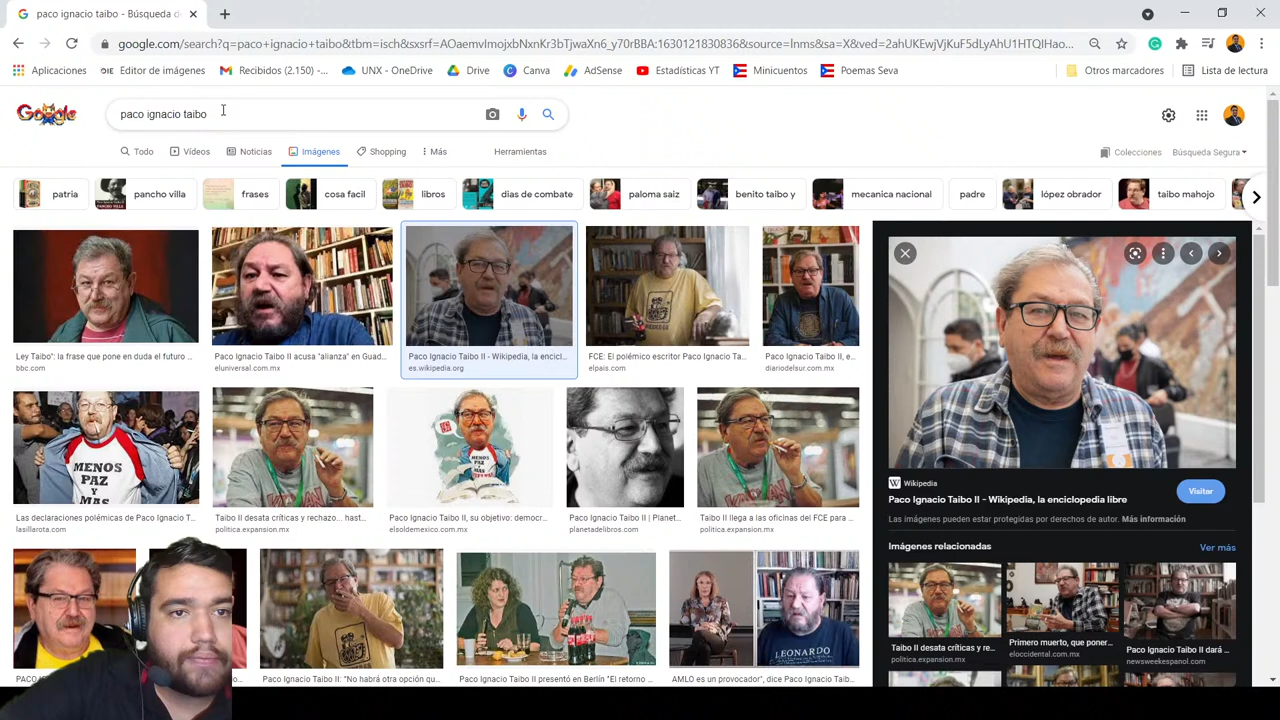 paco ignacio taibo - Búsqueda d
google.com/search?q=paco+ignacio+taibo&tbm=isch&sxsrf=AOaemvImojxbNxXr3bTjwaXn6_y70rBBA:1630121830836&source=lnms&sa=X&ved=2ahUKEwjVjKuF5dLyAhU1HTQIHao...
Aplicaciones
Editor de imágenes
Recibidos (2.150) -...
UNX - OneDrive
Drive
Canva
AdSense
Estadísticas YT
Minicuentos
Poemas Seva
Otros marcadores
Lista de lectura
Google
paco ignacio taibo
Todo
Vídeos
Noticias
Imágenes
Shopping
Más
Herramientas
Colecciones
Búsqueda Segura
patria
pancho villa
frases
cosa facil
libros
dias de combate
paloma saiz
benito taibo y
mecanica nacional
padre
lópez obrador
taibo mahojo
Ley Taibo": la frase que pone en duda el futuro ...
bbc.com
Paco Ignacio Taibo II acusa "alianza" en Guad...
eluniversal.com.mx
Paco Ignacio Taibo II - Wikipedia, la encicl...
es.wikipedia.org
FCE: El polémico escritor Paco Ignacio Ta...
elpais.com
Paco Ignacio Taibo II, e...
diariodelsur.com.mx
MENOS
PAZ
Y MAS
Las declaraciones polémicas de Paco Ignacio T...
lasillarota.com
Taibo II desata críticas y rechazo... hast...
politica.expansion.mx
Paco Ignacio Taibo II, su objetivo: democr...
elsoldemexico.com.mx
Paco Ignacio Taibo II | Planet...
planetadelibros.com
Taibo II llega a las oficinas del FCE para ...
politica.expansion.mx
Paco Ignacio Taibo II: "No habrá otra opción qu...
Paco Ignacio Taibo II presentó en Berlín "El retorno ...
LEONARDO
AMLO es un provocador", dice Paco Ignacio Taib...
Wikipedia
Paco Ignacio Taibo II - Wikipedia, la enciclopedia libre
Visitar
Las imágenes pueden estar protegidas por derechos de autor. Más información
Imágenes relacionadas
Ver más
Taibo II desata críticas y re...
politica.expansion.mx
Primero muerto, que poner...
eloccidental.com.mx
Paco Ignacio Taibo II dará ...
newsweekespanol.com